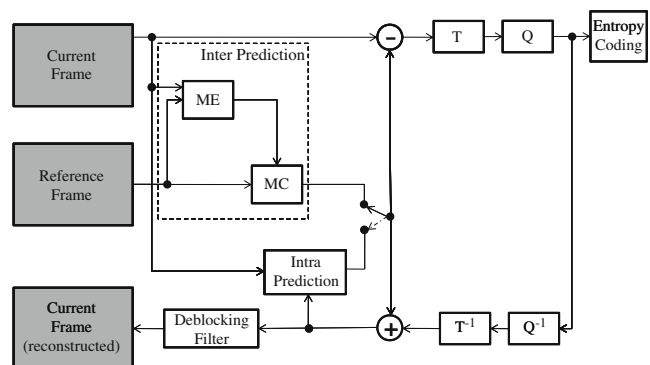 Current
Frame
Inter Prediction
−
T
Q
Entropy
Coding
ME
Reference
Frame
MC
Intra
Prediction
Current
Frame
(reconstructed)
Deblocking
Filter
+
T-1
Q-1